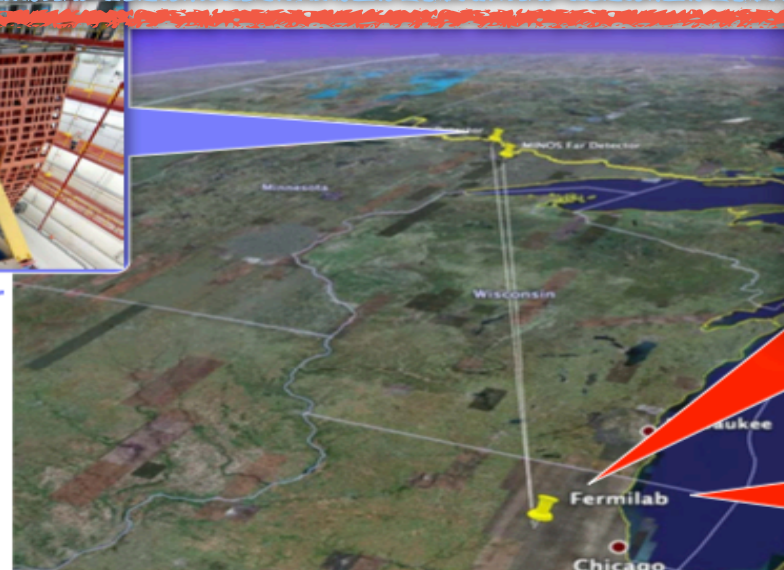 MINOS Far Detector
Minnesota
Wisconsin
aukee
Fermilab
Chicago